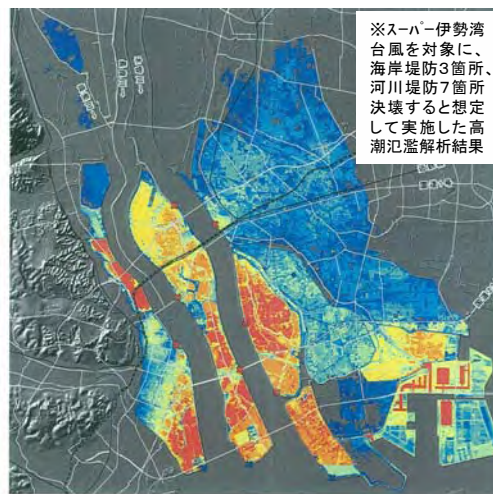 ※スーパー伊勢湾
台風を対象に、
海岸堤防3箇所、
河川堤防7箇所
決壊すると想定
して実施した高
潮氾濫解析結果